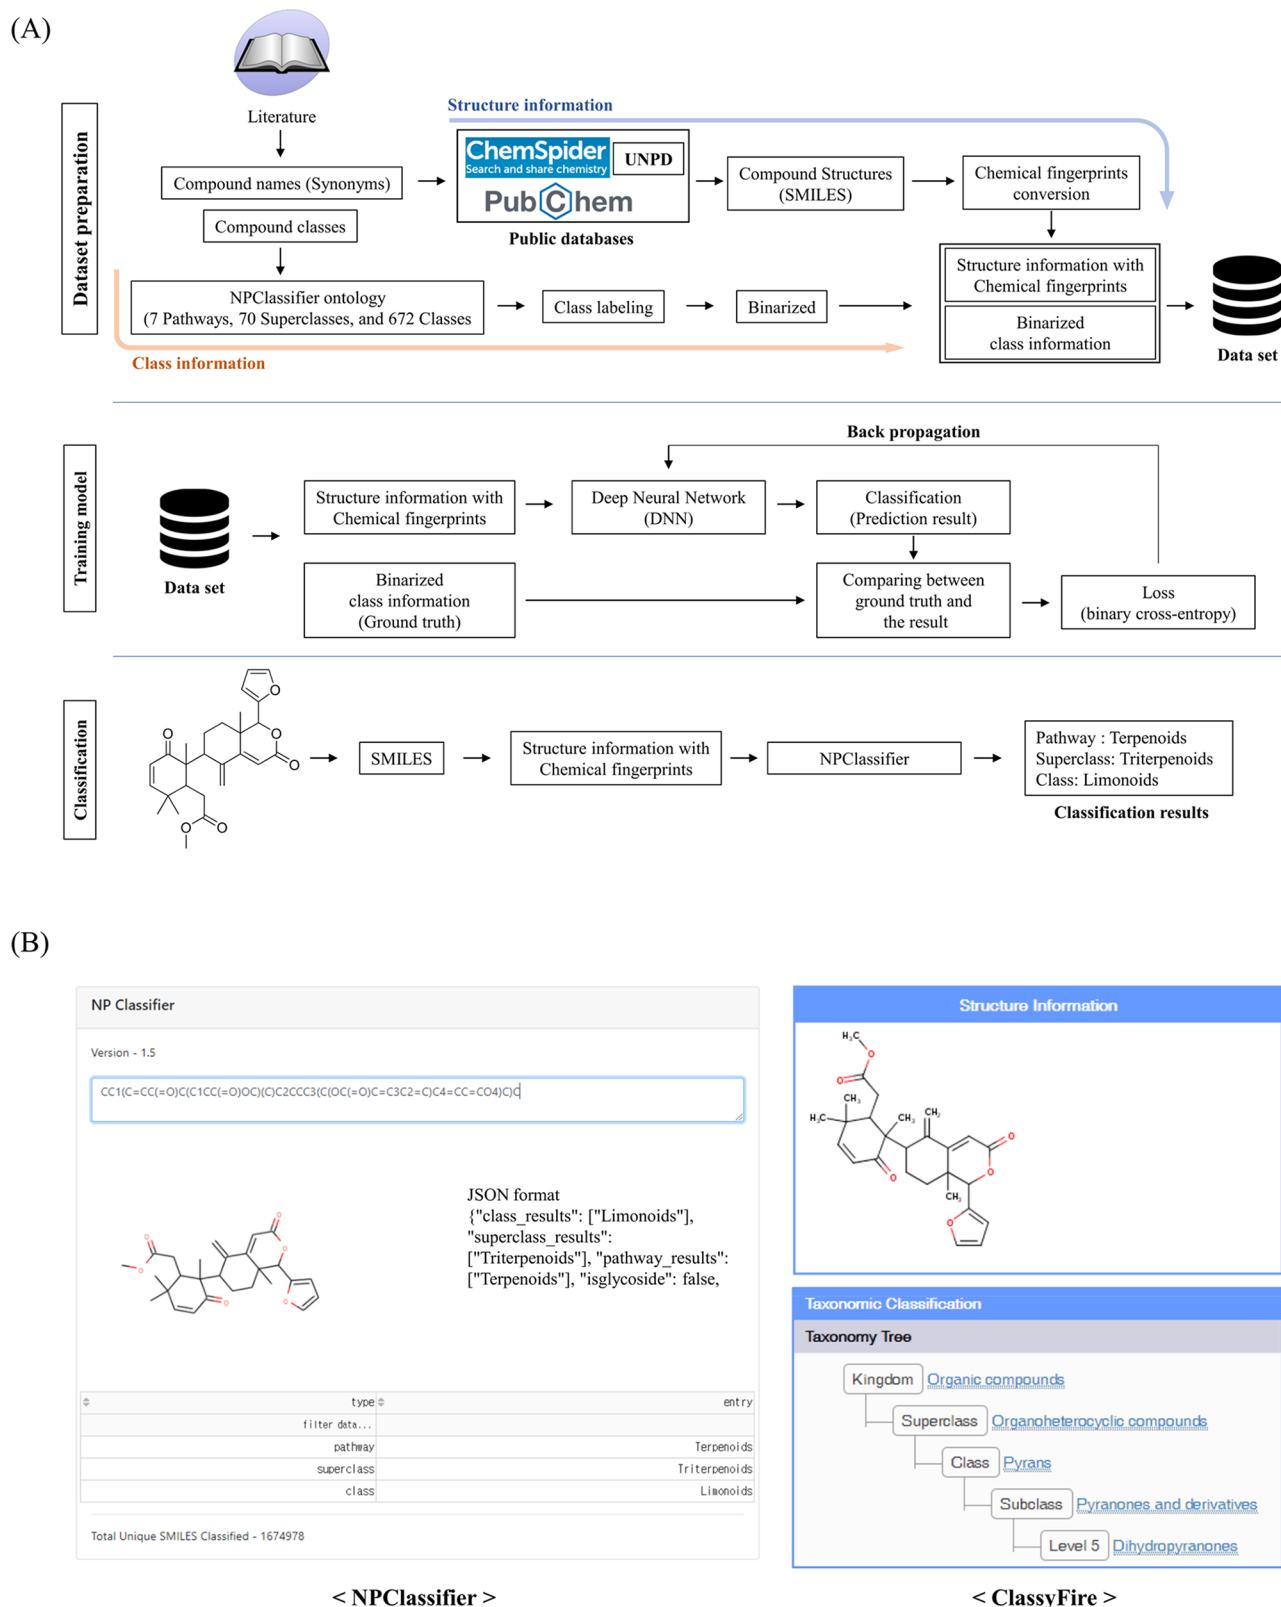 (A)
Literature
Structure information
Dataset preparation
ChemSpider
Search and share chemistry
UNPD
PubChem
Public databases
Compound names (Synonyms)
Compound Structures
(SMILES)
Chemical fingerprints
conversion
Compound classes
NPClassifier ontology
(7 Pathways, 70 Superclasses, and 672 Classes
Class labeling
Binarized
Structure information with
Chemical fingerprints
Binarized
class information
Data set
Class information
Training model
Back propagation
Data set
Structure information with
Chemical fingerprints
Deep Neural Network
(DNN)
Classification
(Prediction result)
Binarized
class information
(Ground truth)
Comparing between
ground truth and
the result
Loss
(binary cross-entropy)
Classification
O
O
O
O
O
O
SMILES
Structure information with
Chemical fingerprints
NPClassifier
Pathway : Terpenoids
Superclass: Triterpenoids
Class: Limonoids
Classification results
(B)
NP Classifier
Version - 1.5
CC1(C=CC(=O)C(C1CC(=O)OC)(C)C2CCC3(C(OC(=O)C=C3C2=C)C4=CC=CO4)C)C
JSON format
{"class_results": ["Limonoids"],
"superclass_results":
["Triterpenoids"], "pathway_results":
["Terpenoids"], "isglycoside": false,
O
O
O
O
O
O
type entry
filter data...
pathway Terpenoids
superclass Triterpenoids
class Limonoids
Total Unique SMILES Classified - 1674978
< NPClassifier >
Structure Information
H₃C
O
O
CH₃
H₃C
CH₃
CH₂
O
O
O
CH₃
O
Taxonomic Classification
Taxonomy Tree
Kingdom Organic compounds
Superclass Organoheterocyclic compounds
Class Pyrans
Subclass Pyranones and derivatives
Level 5 Dihydropyranones
< ClassyFire >